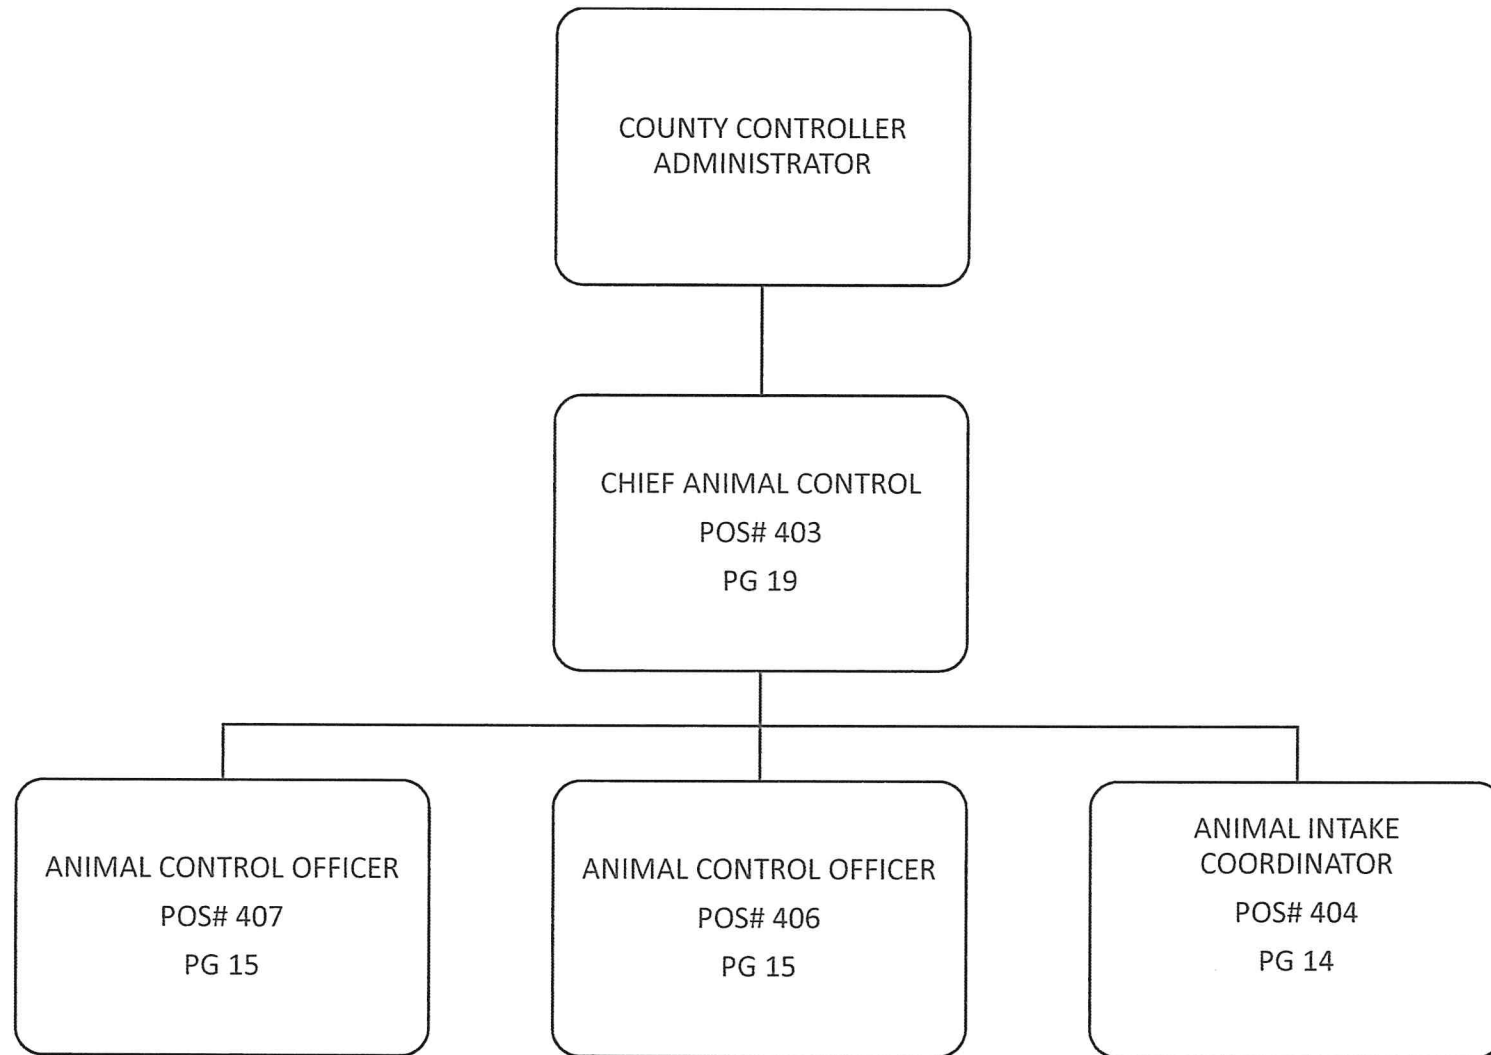 COUNTY CONTROLLER
ADMINISTRATOR
CHIEF ANIMAL CONTROL
POS# 403
PG 19
ANIMAL CONTROL OFFICER
POS# 407
PG 15
ANIMAL CONTROL OFFICER
POS# 406
PG 15
ANIMAL INTAKE
COORDINATOR
POS# 404
PG 14